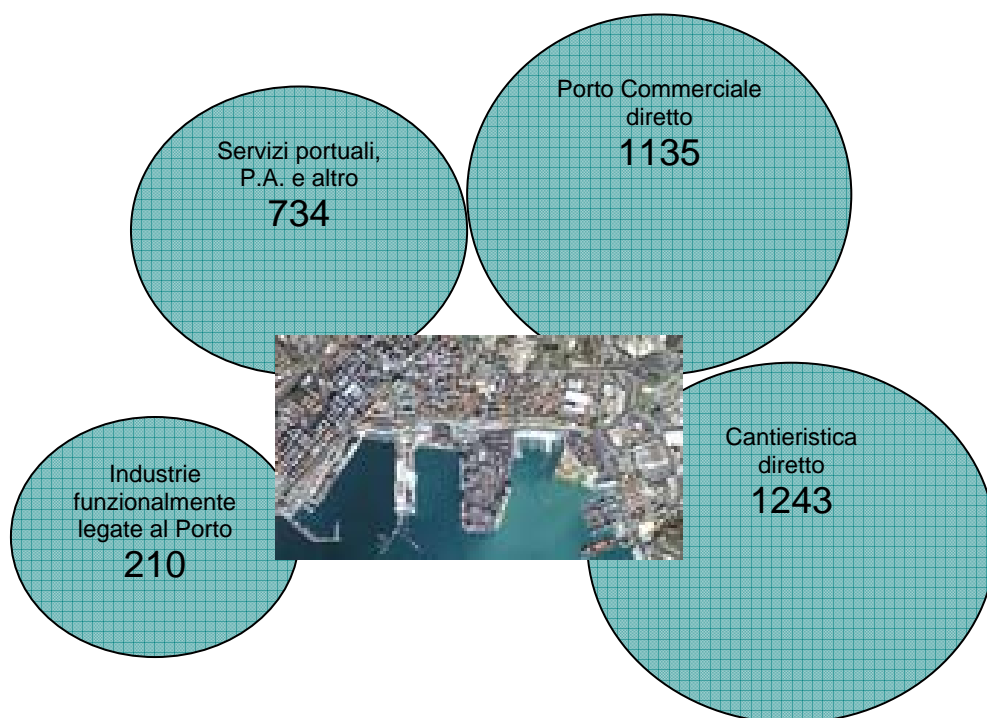 Porto Commerciale
diretto
1135
Servizi portuali,
P.A. e altro
734
Cantieristica
diretto
1243
Industrie
funzionalmente
legate al Porto
210